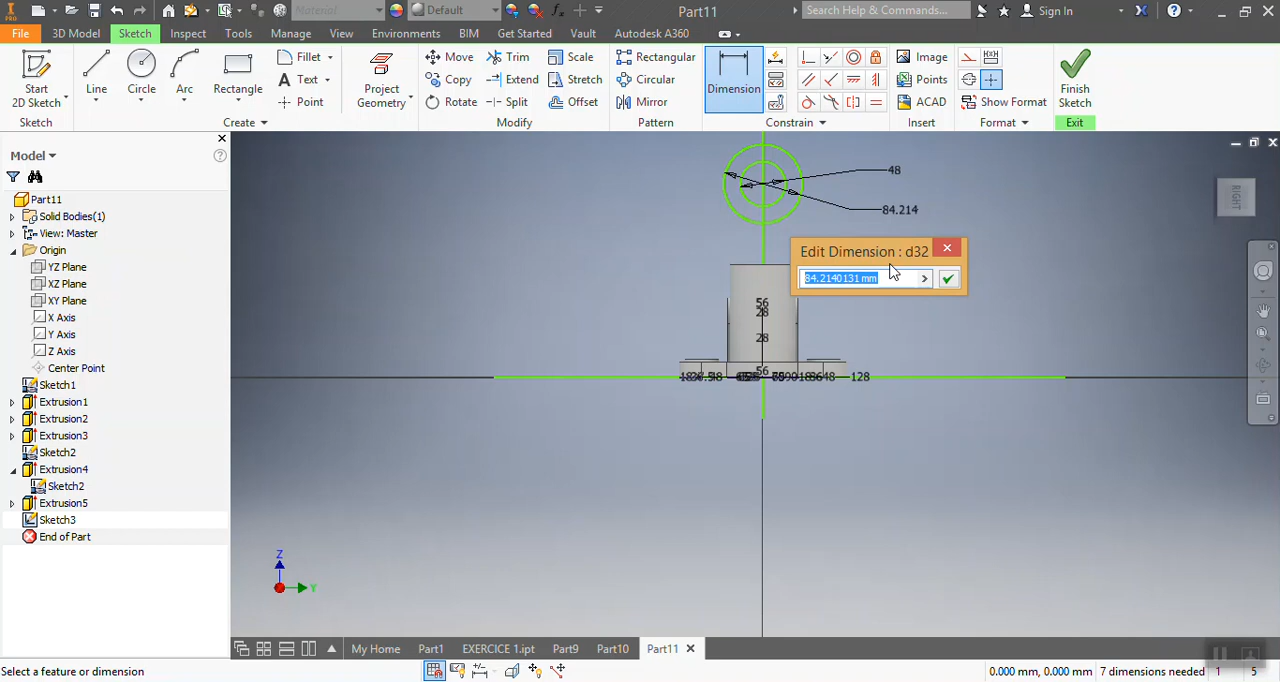 PRO
Material
Default
Part11
Search Help & Commands...
Sign In
File
3D Model
Sketch
Inspect
Tools
Manage
View
Environments
BIM
Get Started
Vault
Autodesk A360
Start
2D Sketch
Line
Circle
Arc
Rectangle
Fillet
Text
Point
Project
Geometry
Move
Copy
Rotate
Trim
Extend
Split
Scale
Stretch
Offset
Rectangular
Circular
Mirror
Dimension
Image
Points
ACAD
Show Format
Finish
Sketch
Sketch
Create
Modify
Pattern
Constrain
Insert
Format
Exit
Model
Part11
Solid Bodies(1)
View: Master
Origin
YZ Plane
XZ Plane
XY Plane
X Axis
Y Axis
Z Axis
Center Point
Sketch1
Extrusion1
Extrusion2
Extrusion3
Sketch2
Extrusion4
Sketch2
Extrusion5
Sketch3
End of Part
48
84.214
Edit Dimension : d32
84.2140131 mm
56
28
28
56
128
RIGHT
Z
Y
My Home
Part1
EXERCICE 1.ipt
Part9
Part10
Part11
Select a feature or dimension
0.000 mm, 0.000 mm
7 dimensions needed
1
5